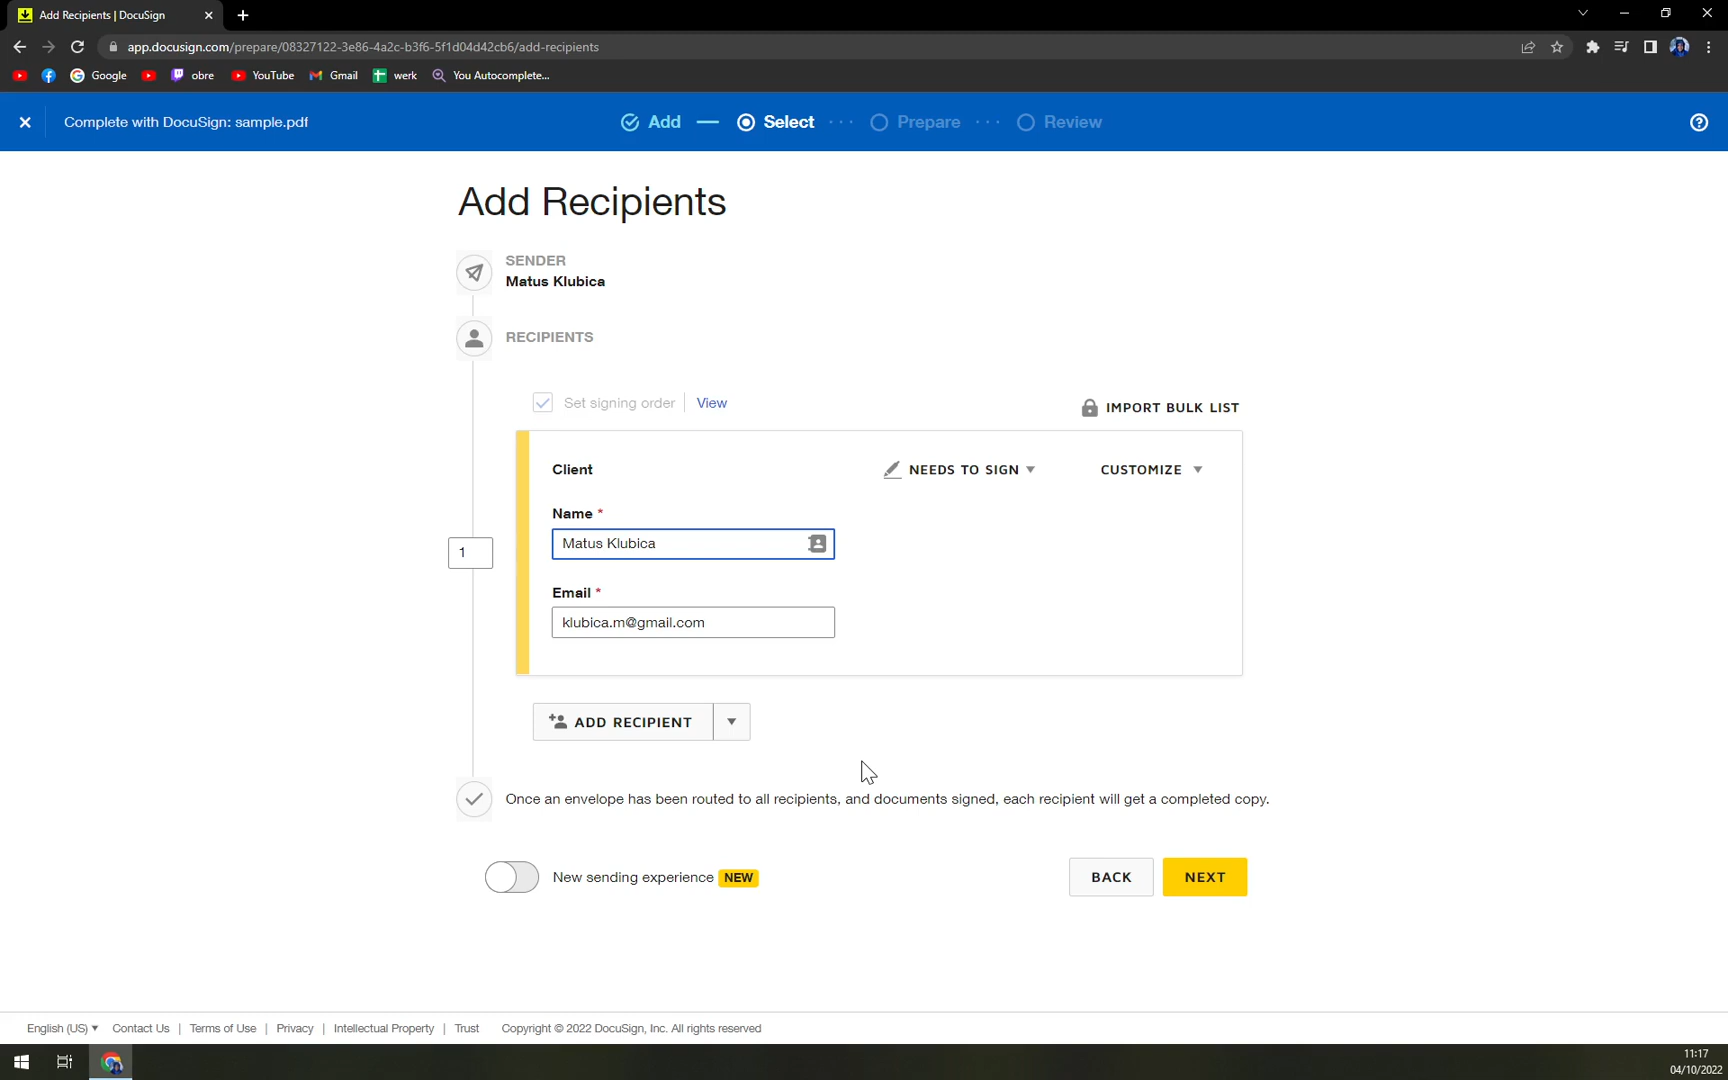 Add Recipients | DocuSign
app.docusign.com/prepare/08327122-3e86-4a2c-b3f6-5f1d04d42cb6/add-recipients
Google
obre
YouTube
Gmail
werk
You Autocomplete...
Complete with DocuSign: sample.pdf
Add
Select
Prepare
Review
Add Recipients
SENDER
Matus Klubica
RECIPIENTS
Set signing order
View
IMPORT BULK LIST
Client
NEEDS TO SIGN
CUSTOMIZE
Name *
Matus Klubica
1
Email *
klubica.m@gmail.com
ADD RECIPIENT
Once an envelope has been routed to all recipients, and documents signed, each recipient will get a completed copy.
New sending experience NEW
BACK
NEXT
English (US) Contact Us | Terms of Use | Privacy | Intellectual Property | Trust Copyright © 2022 DocuSign, Inc. All rights reserved
11:17
04/10/2022